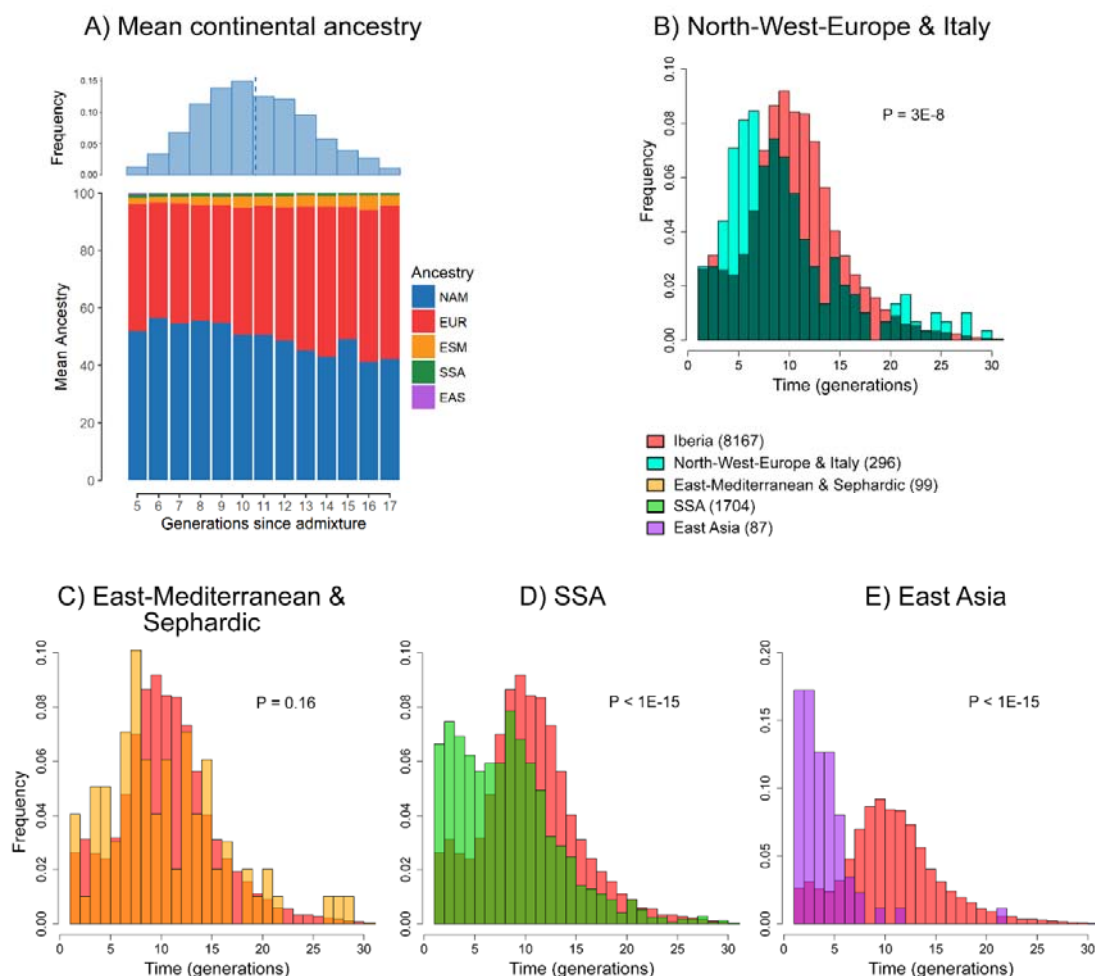 A) Mean continental ancestry
Frequency
0.15
0.10
0.05
0.00
Mean Ancestry
100
80
60
40
20
0
5 6 7 8 9 10 11 12 13 14 15 16 17
Generations since admixture
Ancestry
NAM
EUR
ESM
SSA
EAS
B) North-West-Europe & Italy
P = 3E-8
Frequency
0.10
0.08
0.06
0.04
0.02
0.00
0 5 10 15 20 25 30
Time (generations)
Iberia (8167)
North-West-Europe & Italy (296)
East-Mediterranean & Sephardic (99)
SSA (1704)
East Asia (87)
C) East-Mediterranean &
Sephardic
P = 0.16
Frequency
0.10
0.08
0.06
0.04
0.02
0.00
0 5 10 15 20 25 30
Time (generations)
D) SSA
P < 1E-15
0.10
0.08
0.06
0.04
0.02
0.00
0 5 10 15 20 25 30
Time (generations)
E) East Asia
P < 1E-15
0.20
0.15
0.10
0.05
0.00
0 5 10 15 20 25 30
Time (generations)